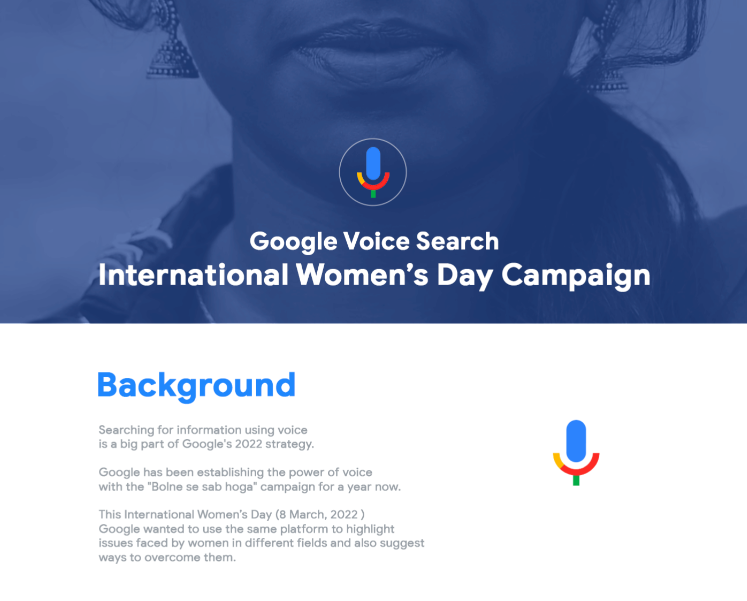 Google Voice Search
International Women's Day Campaign
Background
Searching for information using voice
is a big part of Google's 2022 strategy.
Google has been establishing the power of voice
with the "Bolne se sab hoga" campaign for a year now.
This International Women's Day (8 March, 2022 )
Google wanted to use the same platform to highlight
issues faced by women in different fields and also suggest
ways to overcome them.